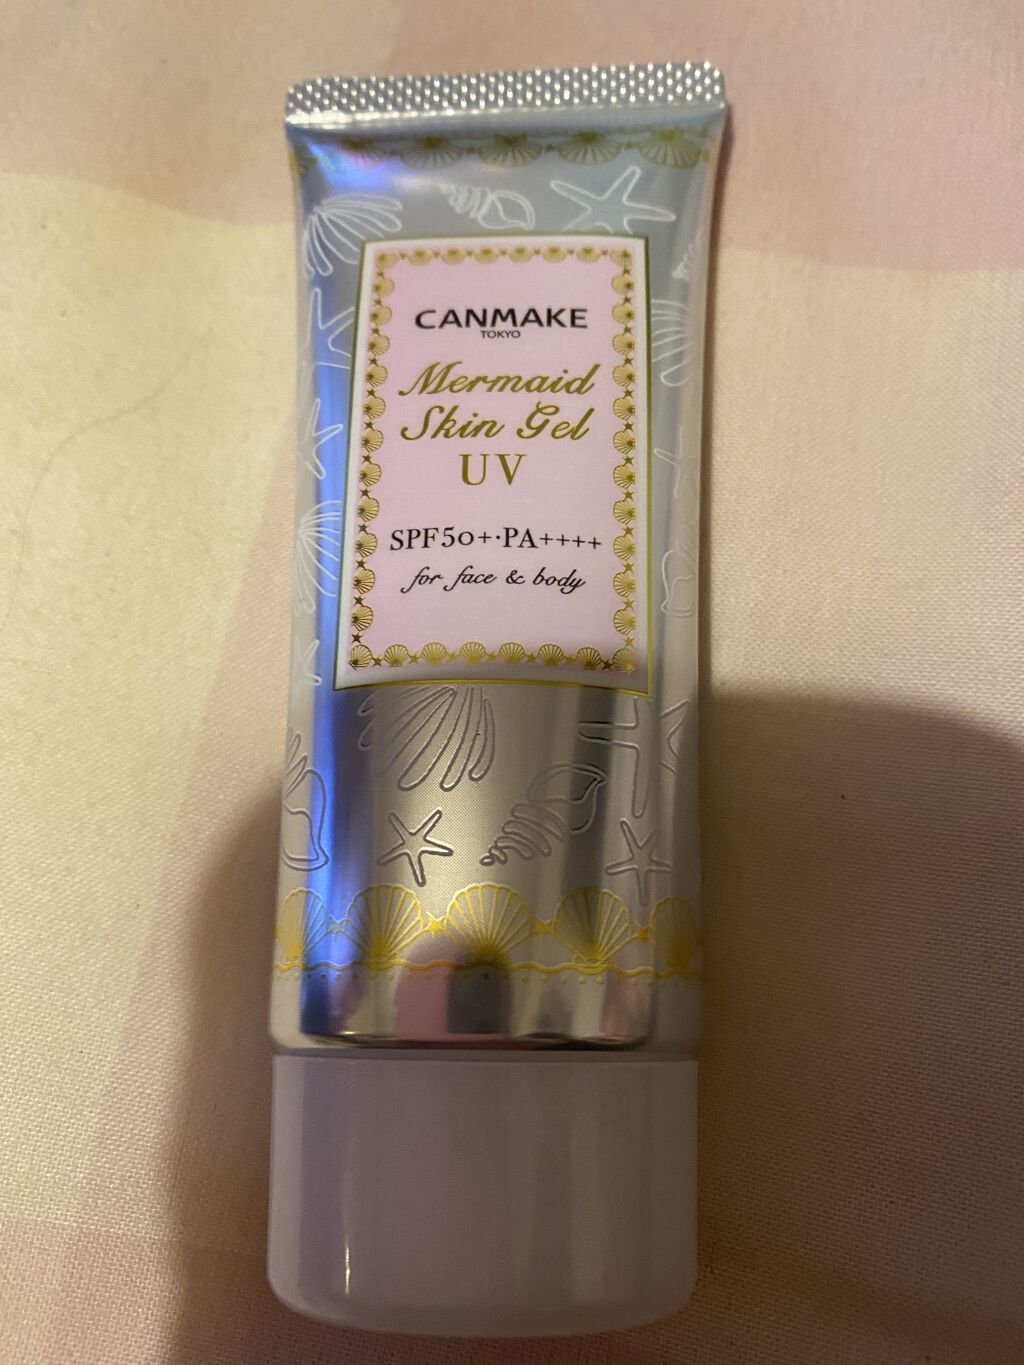 CANMAKE
TOKYO
Mermaid
Skin Gel
UV
SPF50+·PA++++
for face & body